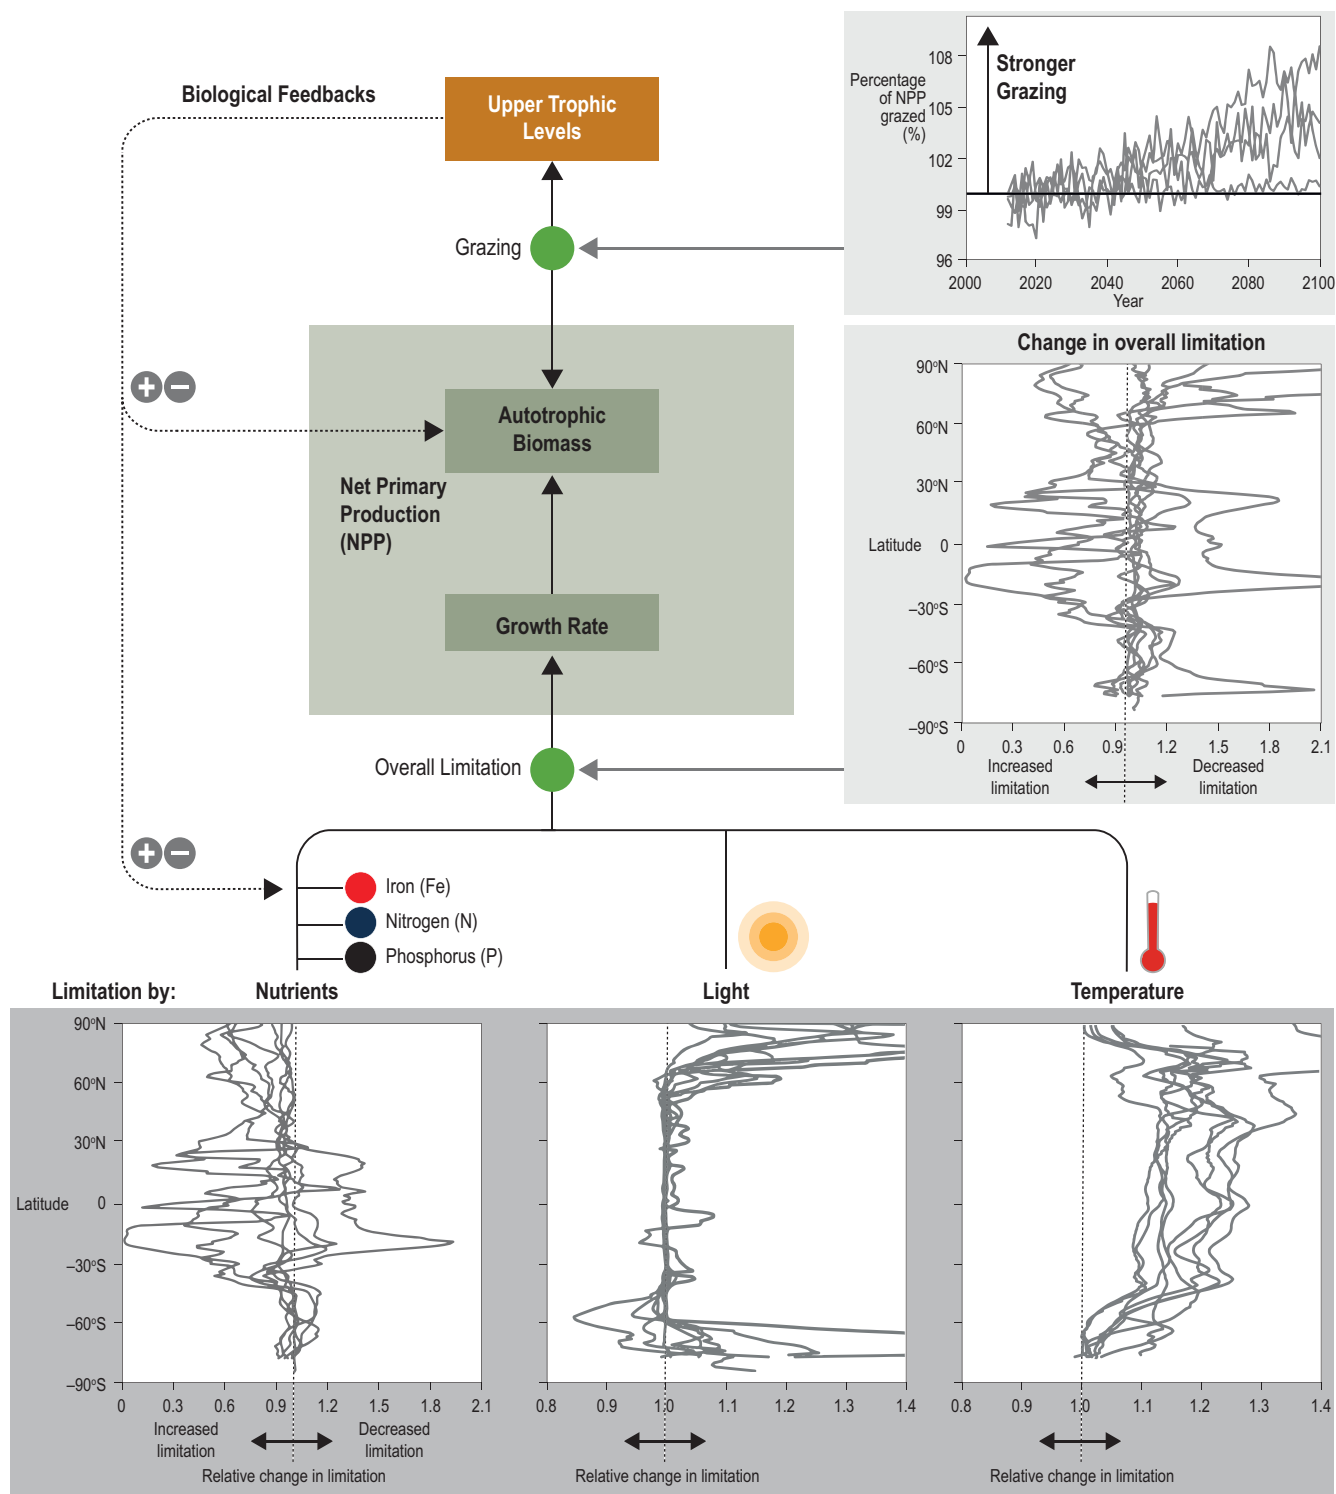 Biological Feedbacks
Upper Trophic
Levels
Grazing
Percentage
of NPP
grazed
(%)
Stronger
Grazing
108
105
102
99
96
2000
2020
2040
2060
2080
2100
Year
Autotrophic
Biomass
Net Primary
Production
(NPP)
Growth Rate
Overall Limitation
Change in overall limitation
90°N
60°N
30°N
Latitude
0
–30°S
–60°S
–90°S
0
0.3
0.6
0.9
1.2
1.5
1.8
2.1
Increased
limitation
Decreased
limitation
Iron (Fe)
Nitrogen (N)
Phosphorus (P)
Limitation by:
Nutrients
Light
Temperature
90°N
60°N
30°N
Latitude
0
–30°S
–60°S
–90°S
0
0.3
0.6
0.9
1.2
1.5
1.8
2.1
Increased
limitation
Decreased
limitation
Relative change in limitation
0.8
0.9
1.0
1.1
1.2
1.3
1.4
Relative change in limitation
0.8
0.9
1.0
1.1
1.2
1.3
1.4
Relative change in limitation